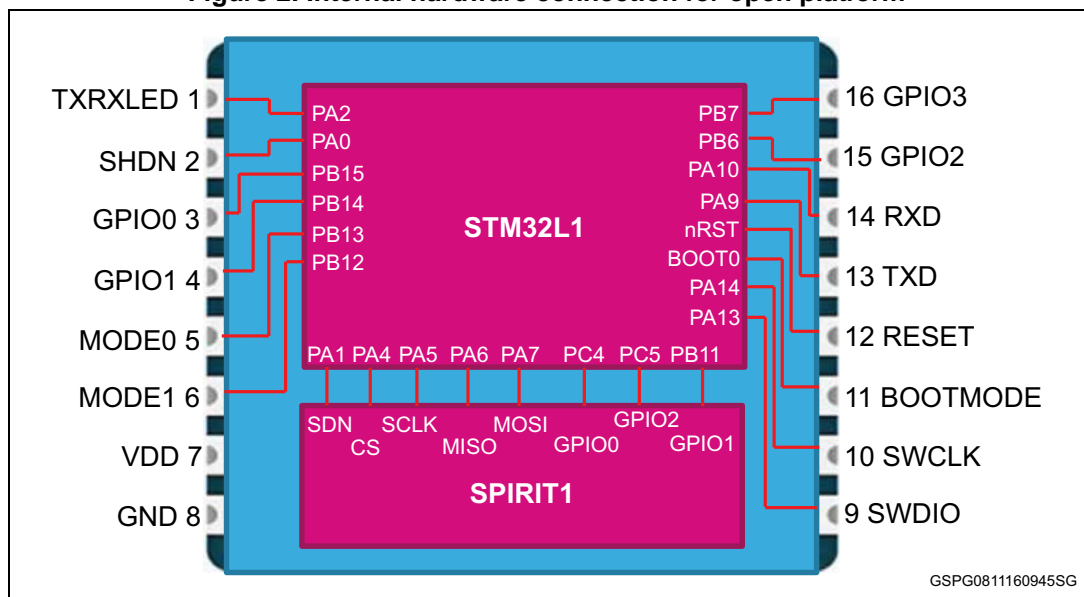 Figure 2. Internal hardware connection for open platform
TXRXLED 1
SHDN 2
GPIO0 3
GPIO1 4
MODE0 5
MODE1 6
VDD 7
GND 8
PA2
PA0
PB15
PB14
PB13
PB12
STM32L1
PB7
PB6
PA10
PA9
nRST
BOOT0
PA14
PA13
PA1 PA4 PA5 PA6 PA7 PC4 PC5 PB11
SDN SCLK MOSI GPIO2
CS MISO GPIO0 GPIO1
SPIRIT1
16 GPIO3
15 GPIO2
14 RXD
13 TXD
12 RESET
11 BOOTMODE
10 SWCLK
9 SWDIO
GSPG0811160945SG